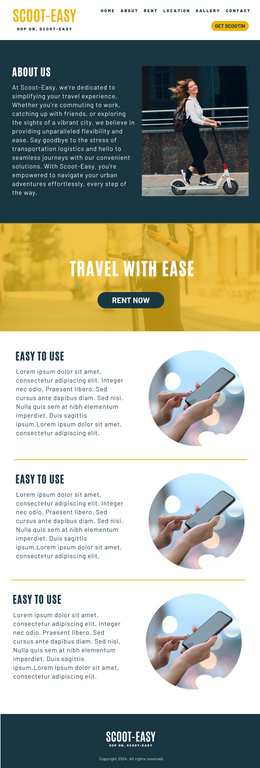 SCOOT-EASY
HOP ON, SCOOT-EASY
HOME ABOUT RENT LOCATION GALLERY CONTACT
GET SCOOTIN
ABOUT US
At Scoot-Easy, we're dedicated to
simplifying your travel experience.
Whether you're commuting to work,
catching up with friends, or exploring
the sights of a vibrant city, we believe in
providing unparalleled flexibility and
ease. Say goodbye to the stress of
transportation logistics and hello to
seamless journeys with our convenient
solutions. With Scoot-Easy, you're
empowered to navigate your urban
adventures effortlessly, every step of
the way.
TRAVEL WITH EASE
RENT NOW
EASY TO USE
Lorem ipsum dolor sit amet,
consectetur adipiscing elit. Integer
nec odio. Praesent libero. Sed
cursus ante dapibus diam. Sed nisi.
Nulla quis sem at nibh elementum
imperdiet. Duis sagittis
ipsum.Lorem ipsum dolor sit amet,
consectetur adipiscing elit.
EASY TO USE
Lorem ipsum dolor sit amet,
consectetur adipiscing elit. Integer
nec odio. Praesent libero. Sed
cursus ante dapibus diam. Sed nisi.
Nulla quis sem at nibh elementum
imperdiet. Duis sagittis
ipsum.Lorem ipsum dolor sit amet,
consectetur adipiscing elit.
EASY TO USE
Lorem ipsum dolor sit amet,
consectetur adipiscing elit. Integer
nec odio. Praesent libero. Sed
cursus ante dapibus diam. Sed nisi.
Nulla quis sem at nibh elementum
imperdiet. Duis sagittis
ipsum.Lorem ipsum dolor sit amet,
consectetur adipiscing elit.
SCOOT-EASY
HOP ON, SCOOT-EASY
Copyright 2024. All rights reserved.